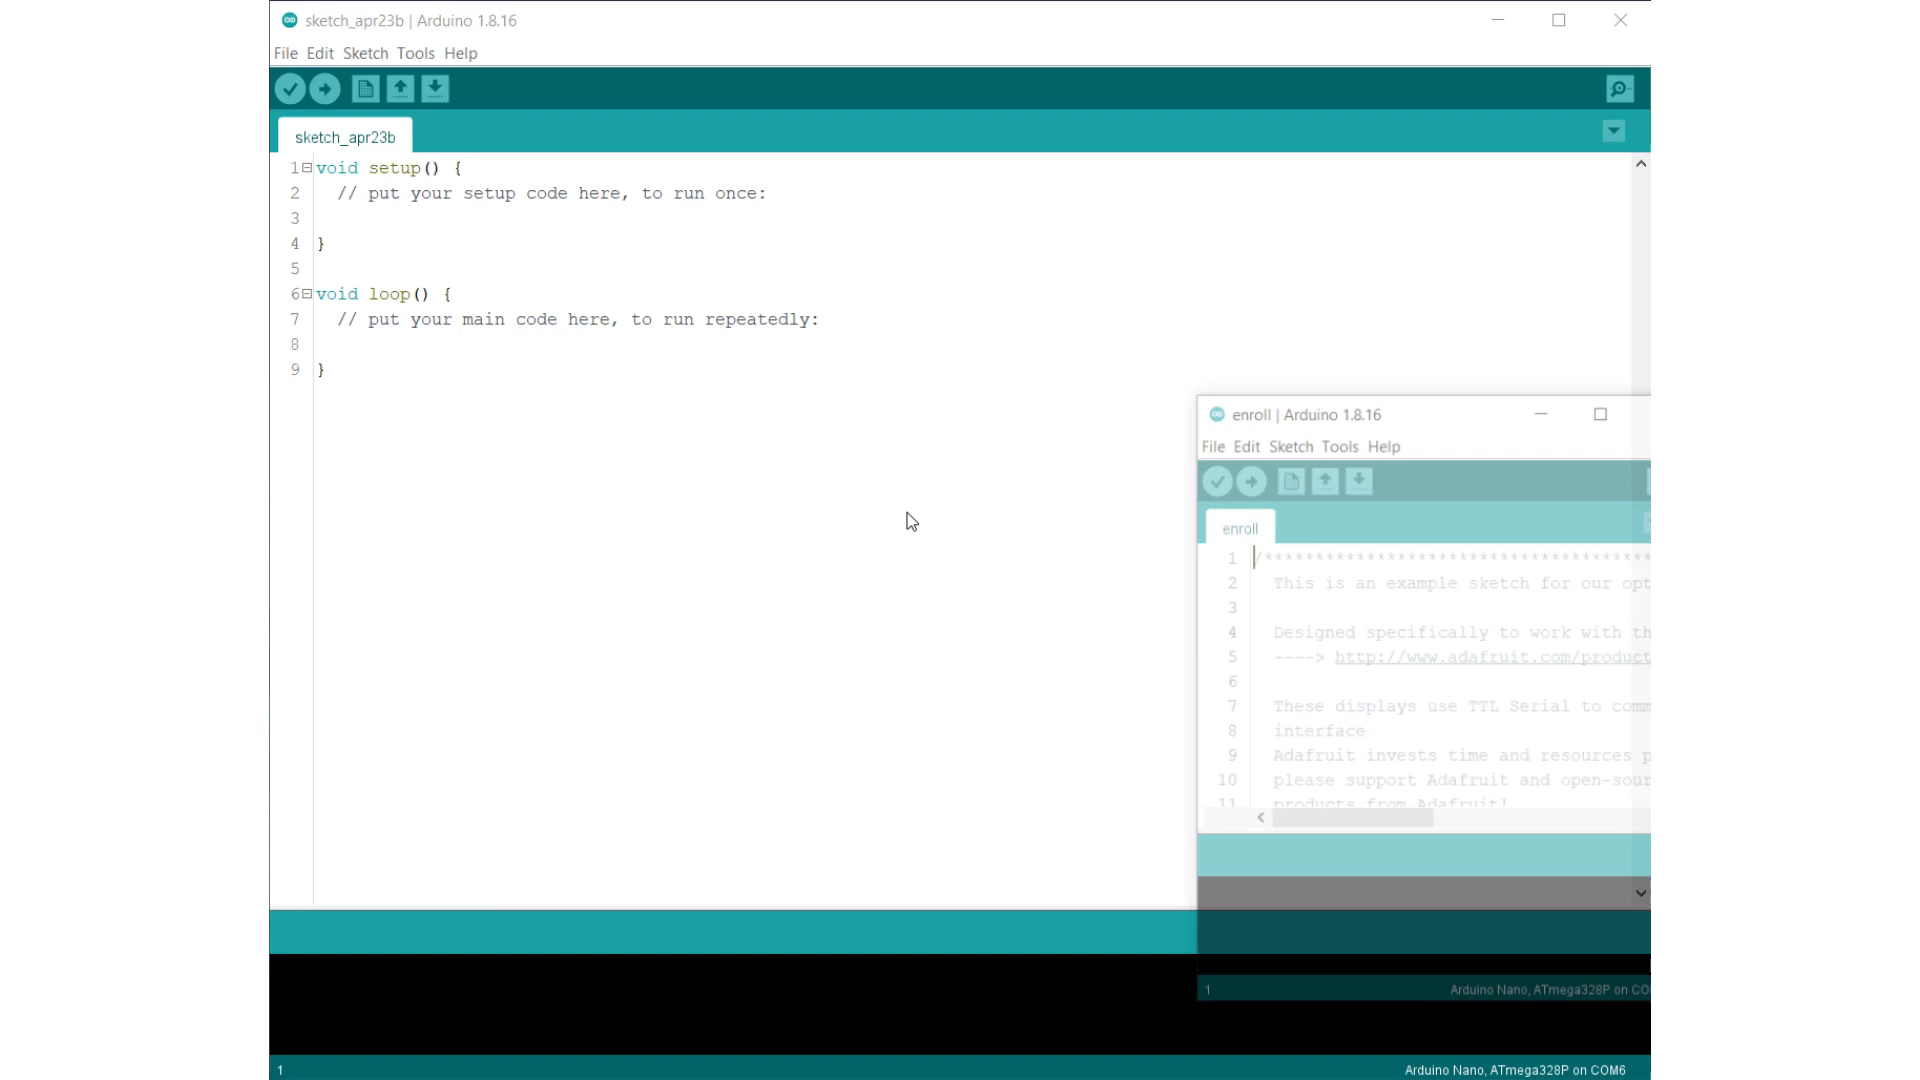 sketch_apr23b | Arduino 1.8.16
File Edit Sketch Tools Help
sketch_apr23b
1 void setup() {
2 // put your setup code here, to run once:
3
4 }
5
6 void loop() {
7 // put your main code here, to run repeatedly:
8
9 }
enroll | Arduino 1.8.16
File Edit Sketch Tools Help
enroll
1 /**************************************
2 This is an example sketch for our opt
3
4 Designed specifically to work with th
5 ----> http://www.adafruit.com/product
6
7 These displays use TTL Serial to comm
8 interface
9 Adafruit invests time and resources p
10 please support Adafruit and open-sour
11 products from Adafruit!
1 Arduino Nano, ATmega328P on CO
1 Arduino Nano, ATmega328P on COM6